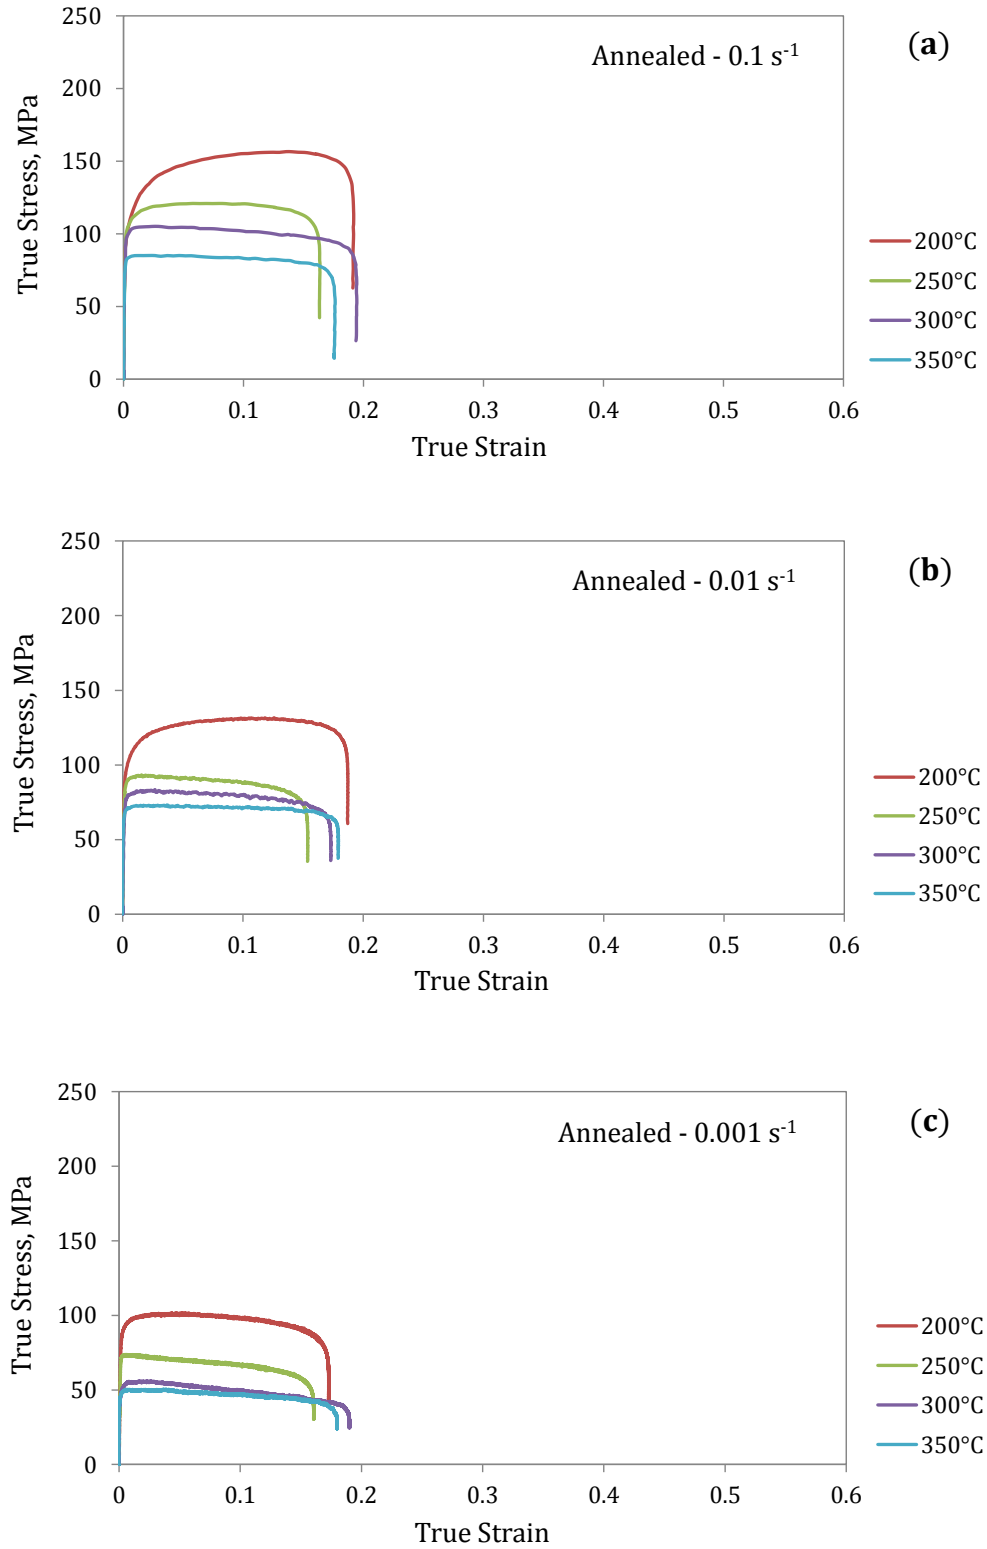 250
200
150
100
50
0
0
0.1
0.2
0.3
0.4
0.5
0.6
True Stress, MPa
True Strain
Annealed - 0.1 s-1
(a)
200°C
250°C
300°C
350°C
250
200
150
100
50
0
0
0.1
0.2
0.3
0.4
0.5
0.6
True Stress, MPa
True Strain
Annealed - 0.01 s-1
(b)
200°C
250°C
300°C
350°C
250
200
150
100
50
0
0
0.1
0.2
0.3
0.4
0.5
0.6
True Stress, MPa
True Strain
Annealed - 0.001 s-1
(c)
200°C
250°C
300°C
350°C